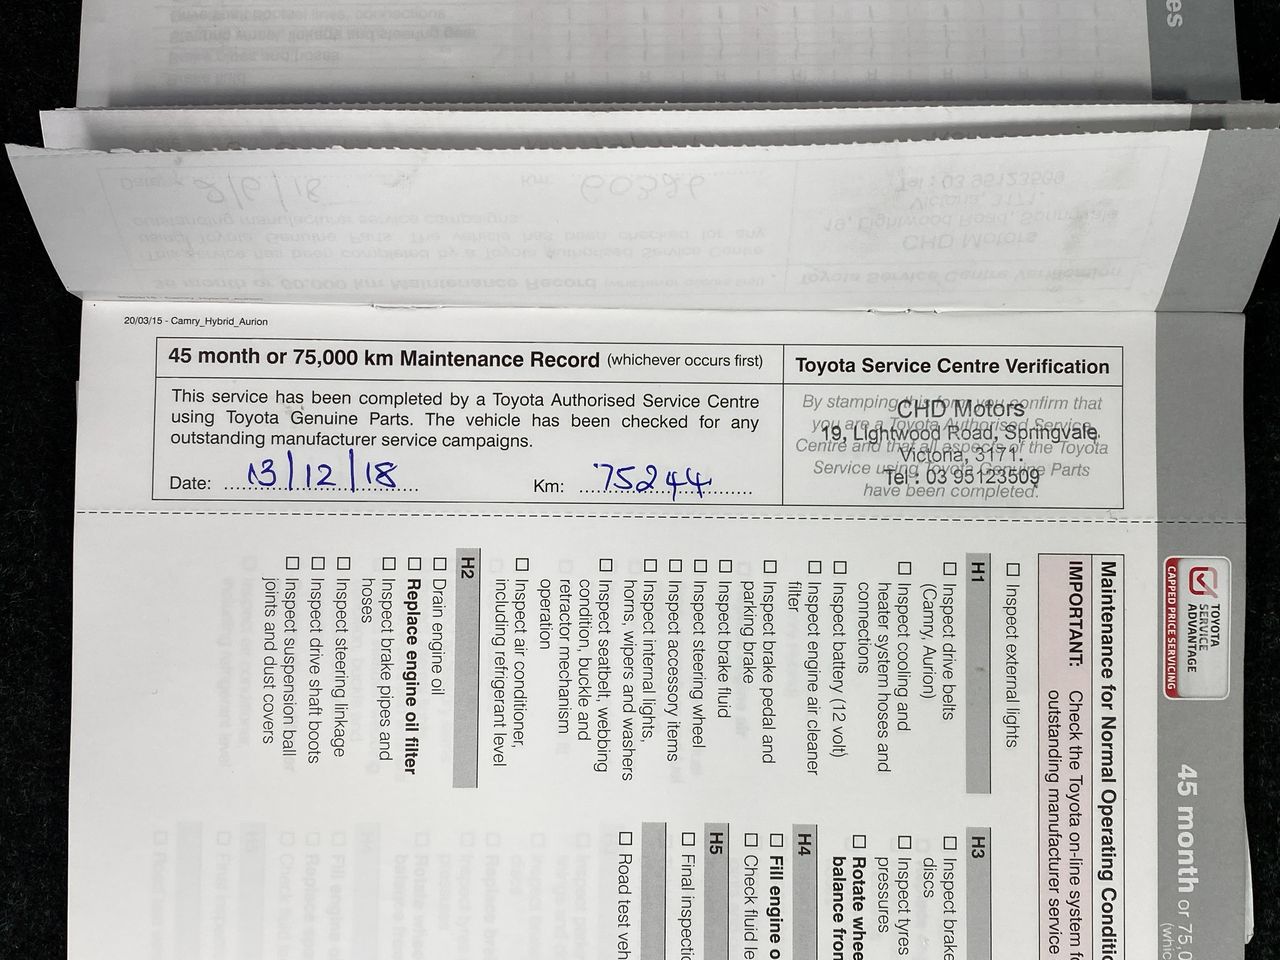 20/03/15 - Camry_Hybrid_Aurion
45 month or 75,000 km Maintenance Record (whichever occurs first)
This service has been completed by a Toyota Authorised Service Centre
using Toyota Genuine Parts. The vehicle has been checked for any
outstanding manufacturer service campaigns.
Date: 13/12/18
Km: 75244
Toyota Service Centre Verification
By stamping this form you confirm that
you are a Toyota Authorised Service
Centre and that all aspects of the Toyota
Service using Toyota Genuine Parts
have been completed.
CHD Motors
19, Lightwood Road, Springvale,
Victoria, 3171.
Tel : 03 95123509
TOYOTA
SERVICE
ADVANTAGE
CAPPED PRICE SERVICING
45 month or 75,0
Maintenance for Normal Operating Conditio
IMPORTANT: Check the Toyota on-line system fo
outstanding manufacturer service
☐ Inspect external lights
H1
☐ Inspect drive belts
(Camry, Aurion)
☐ Inspect cooling and
heater system hoses and
connections
☐ Inspect battery (12 volt)
☐ Inspect engine air cleaner
filter
☐ Inspect brake pedal and
parking brake
☐ Inspect brake fluid
☐ Inspect steering wheel
☐ Inspect accessory items
☐ Inspect internal lights,
horns, wipers and washers
☐ Inspect seatbelt, webbing
condition, buckle and
retractor mechanism
operation
☐ Inspect air conditioner,
including refrigerant level
H2
☐ Drain engine oil
☐ Replace engine oil filter
☐ Inspect brake pipes and
hoses
☐ Inspect steering linkage
☐ Inspect drive shaft boots
☐ Inspect suspension ball
joints and dust covers
H3
☐ Inspect brake
discs
☐ Inspect tyres
pressures
☐ Rotate whee
balance fron
H4
☐ Fill engine o
☐ Check fluid le
H5
☐ Final inspectio
☐ Road test veh